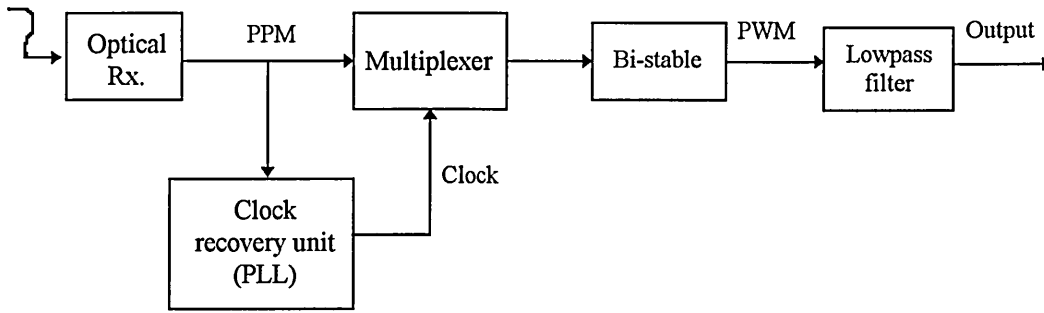 Optical
Rx.
PPM
Multiplexer
Bi-stable
PWM
Lowpass
filter
Output
Clock
Clock
recovery unit
(PLL)